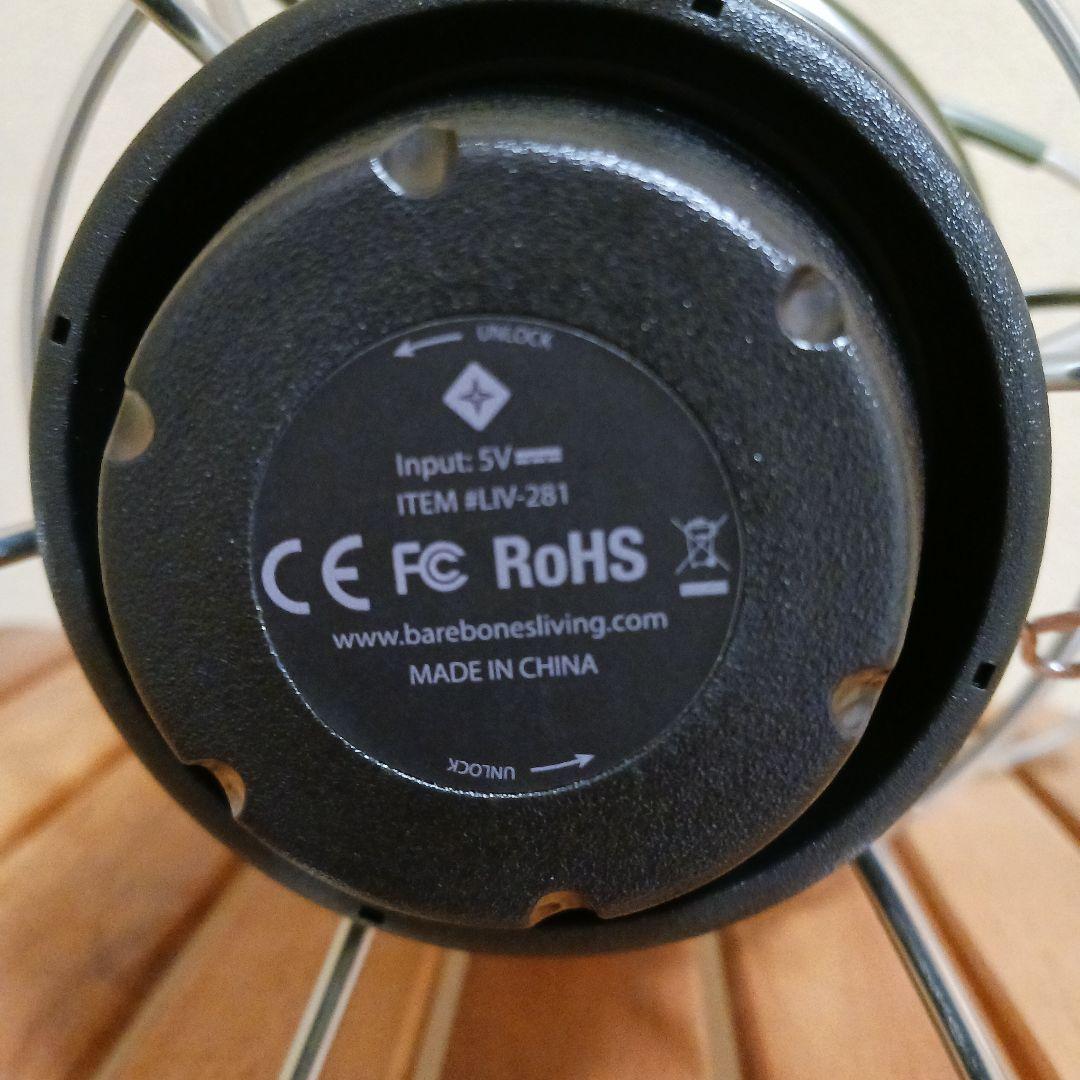 UNLOCK
Input: 5V
ITEM #LIV-281
CE FC RoHS
www.barebonesliving.com
MADE IN CHINA
UNLOCK